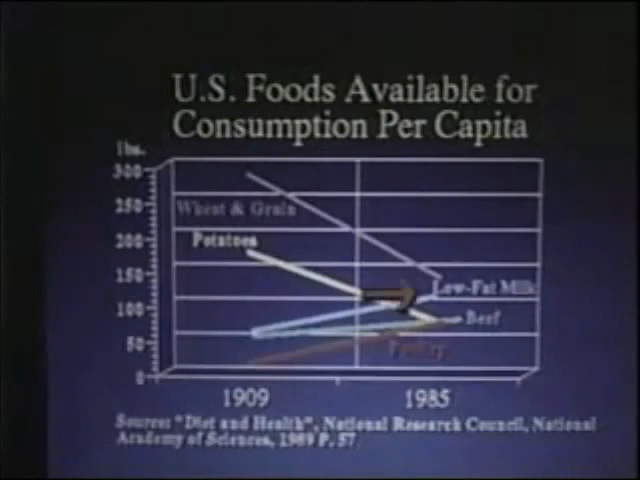 U.S. Foods Available for
Consumption Per Capita
lbs.
300
250
Wheat & Grain
200
Potatoes
150
Low-Fat Milk
100
Beef
50
Poultry
0
1909 1985
Source: "Diet and Health", National Research Council, National
Academy of Sciences, 1989 P. 57